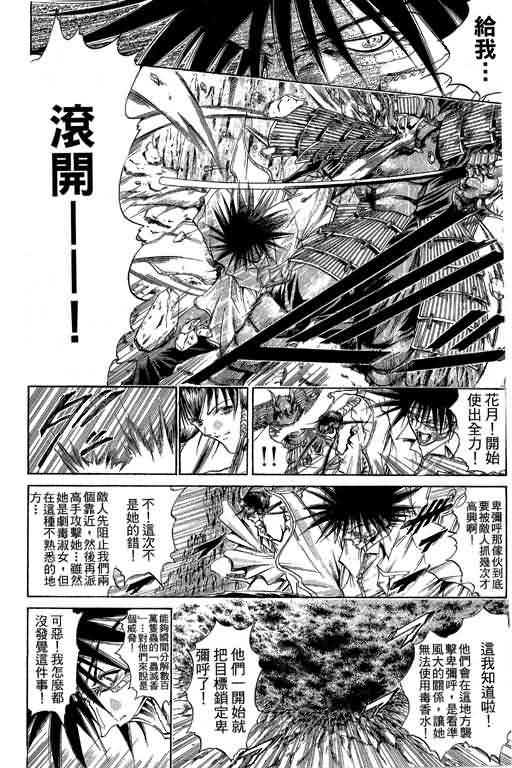 給我…
滾開——！
花月！開始
使出全力！
!!
卑彌呼那傢伙到底
要被敵人抓幾次才
高興啊！
不！這次不
是她的錯！
敵人先阻止我們兩
個靠近，然後再派
高手攻擊她…雖然
她是劇毒淑女，但
在這種不熟悉的地
方…
這我知道啦！
他們會在這地方襲
擊卑彌呼，是看準
風大的關係，讓她
無法使用毒香水！
他們一開始就
把目標鎖定卑
彌呼了！
能夠瞬間分解數百
萬隻蟲的「蟲滅香
」…對他們來說是
個威脅！
可惡！我怎麼都
沒發覺這件事！